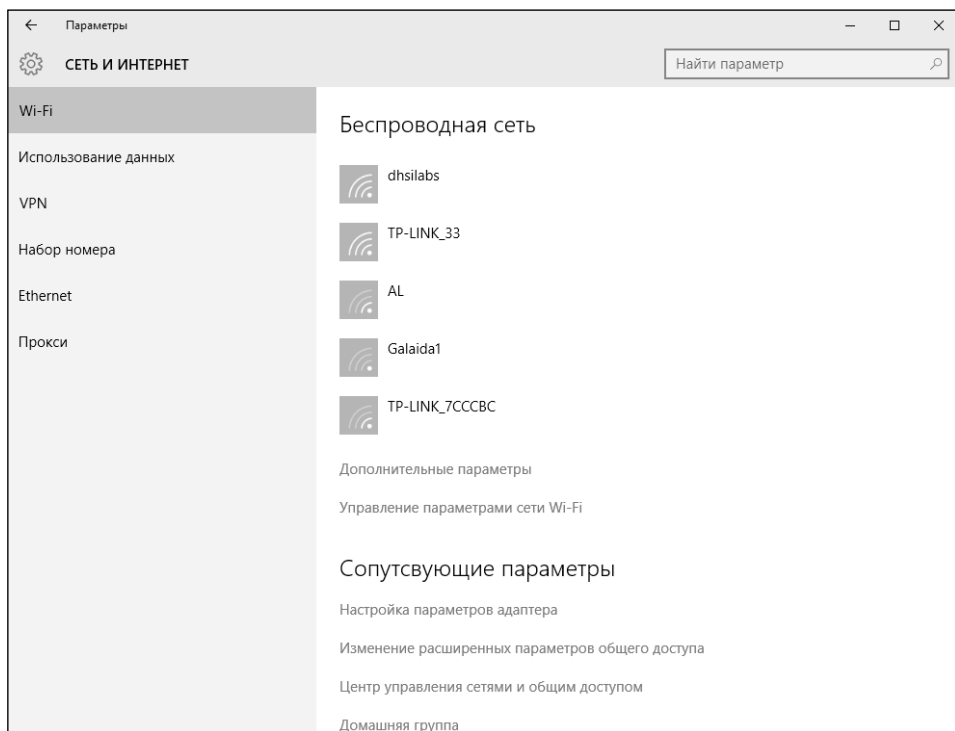 Параметры
СЕТЬ И ИНТЕРНЕТ
Найти параметр
Wi-Fi
Использование данных
VPN
Набор номера
Ethernet
Прокси
Беспроводная сеть
dhsilabs
TP-LINK_33
AL
Galaida1
TP-LINK_7CCCBC
Дополнительные параметры
Управление параметрами сети Wi-Fi
Сопутсвующие параметры
Настройка параметров адаптера
Изменение расширенных параметров общего доступа
Центр управления сетями и общим доступом
Домашняя группа